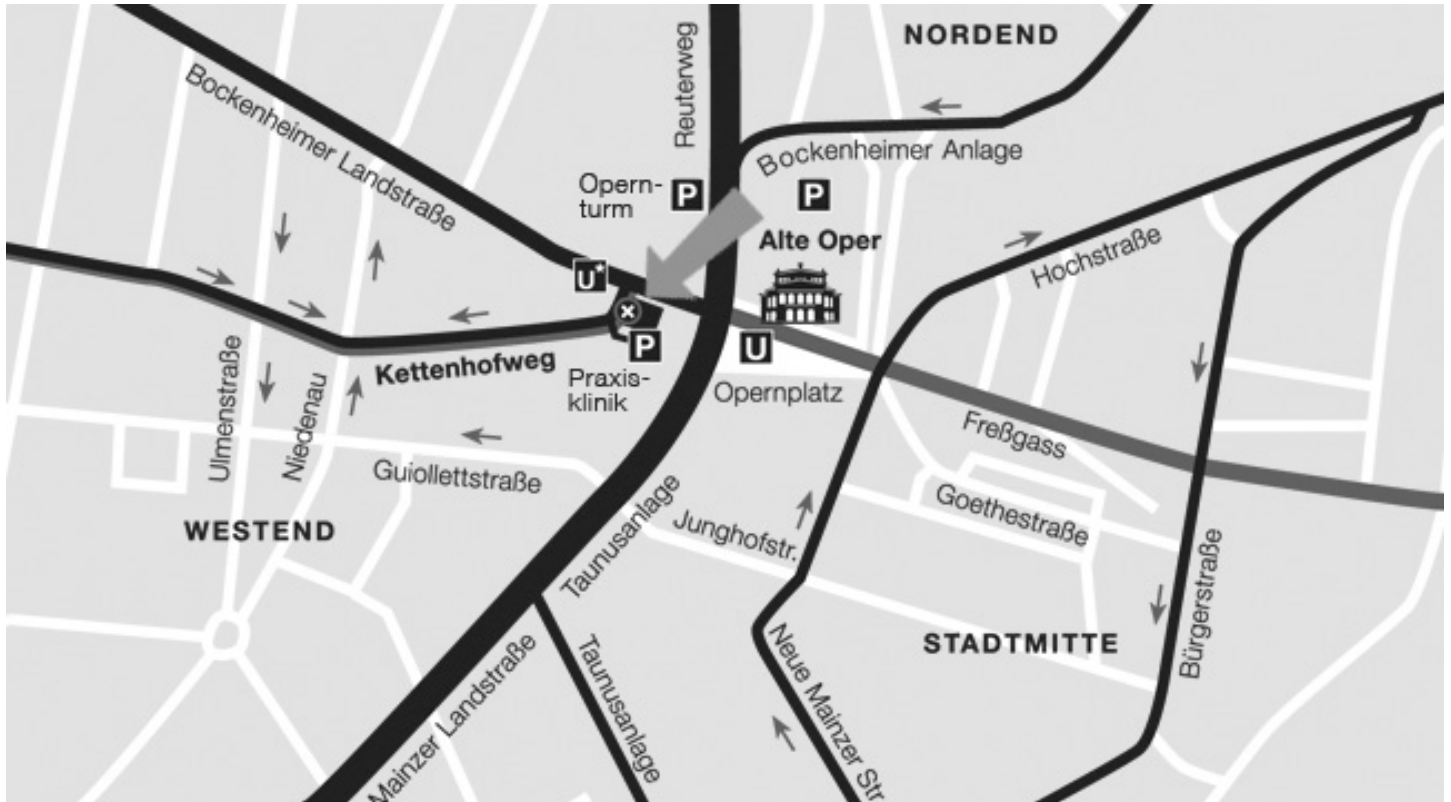 NORDEND
Reuterweg
Bockenheimer Landstraße
Bockenheimer Anlage
Opern-
turm
P
P
Alte Oper
Hochstraße
U*
P
U
Kettenhofweg
Praxis-
klinik
Opernplatz
Ulmenstraße
Niedenau
Guiollettstraße
Freßgass
Goethestraße
WESTEND
Taunusanlage
Junghofstr.
Bürgerstraße
STADTMITTE
Mainzer Landstraße
Taunusanlage
Neue Mainzer Str